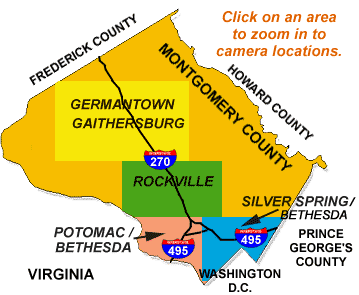 Click on an area
to zoom in to
camera locations.
FREDERICK COUNTY
MONTGOMERY COUNTY
HOWARD COUNTY
GERMANTOWN
GAITHERSBURG
INTERSTATE
270
ROCKVILLE
SILVER SPRING/
BETHESDA
POTOMAC /
BETHESDA
INTERSTATE
495
INTERSTATE
495
PRINCE
GEORGE'S
COUNTY
VIRGINIA
WASHINGTON
D.C.